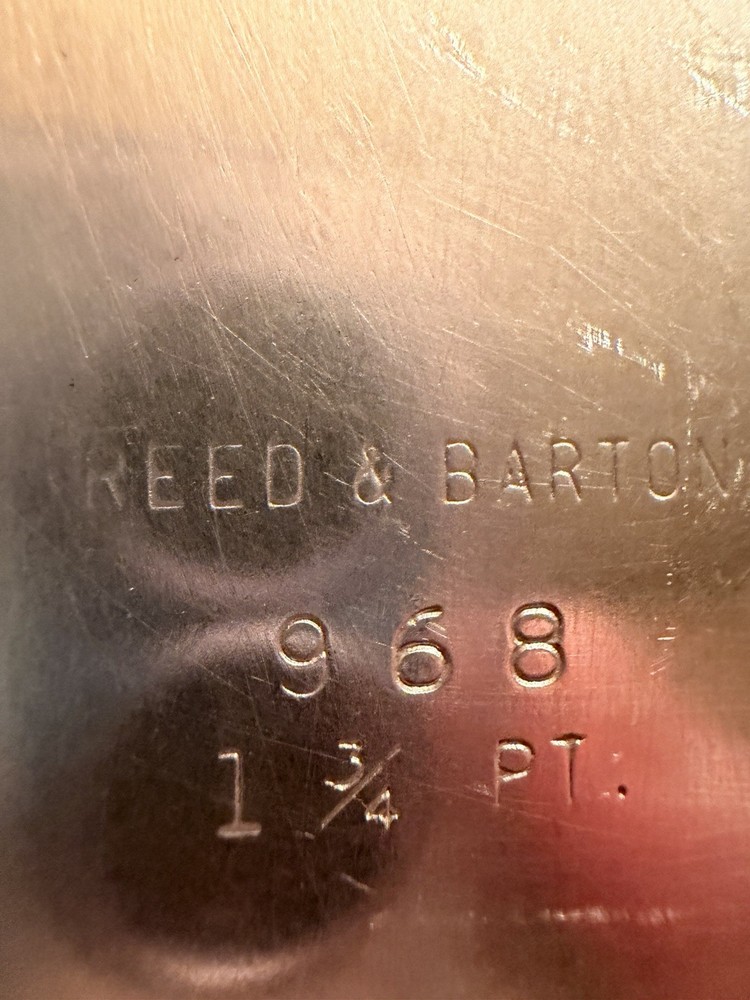 REED & BARTON
968
1 3/4 PT.